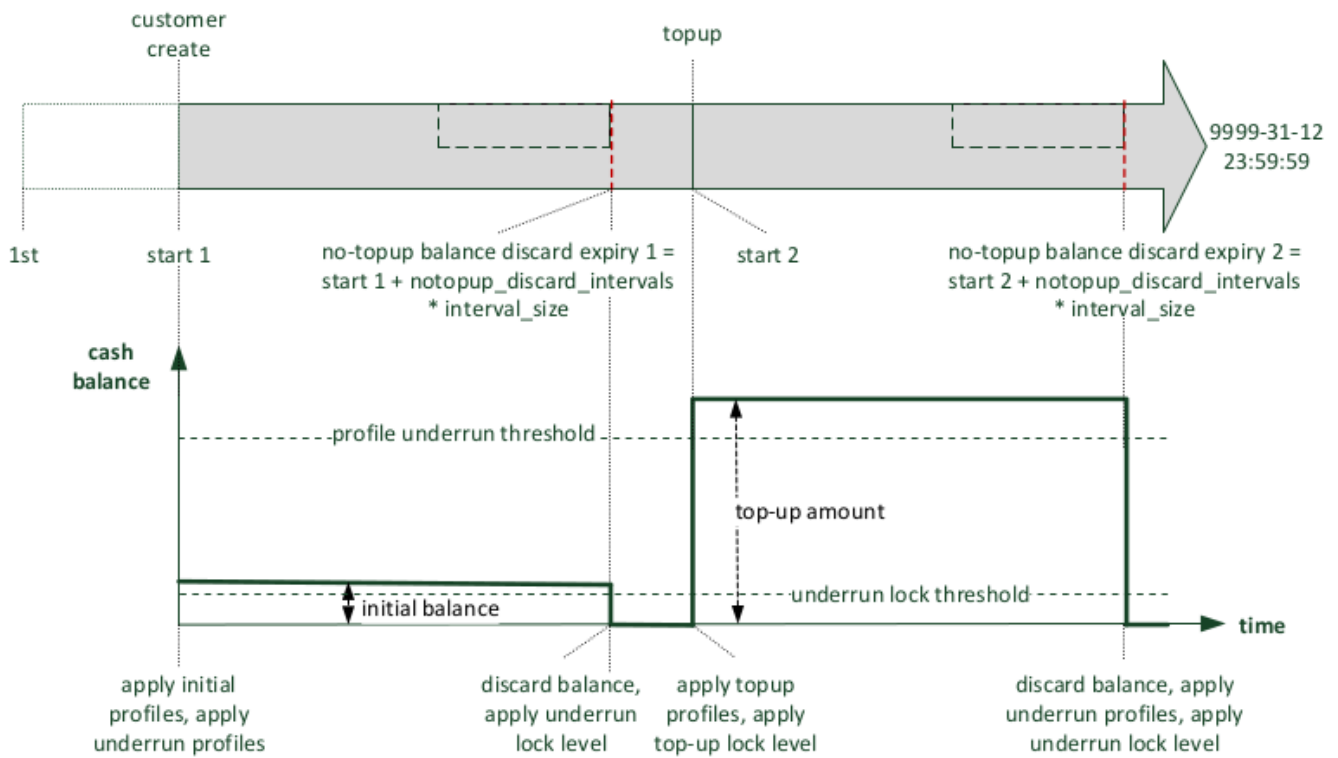 customer
create
topup
9999-31-12
23:59:59
1st
start 1
no-topup balance discard expiry 1 =
start 1 + notopup_discard_intervals
* interval_size
start 2
no-topup balance discard expiry 2 =
start 2 + notopup_discard_intervals
* interval_size
cash
balance
profile underrun threshold
top-up amount
underrun lock threshold
initial balance
time
apply initial
profiles, apply
underrun profiles
discard balance,
apply underrun
lock level
apply topup
profiles, apply
top-up lock level
discard balance, apply
underrun profiles, apply
underrun lock level